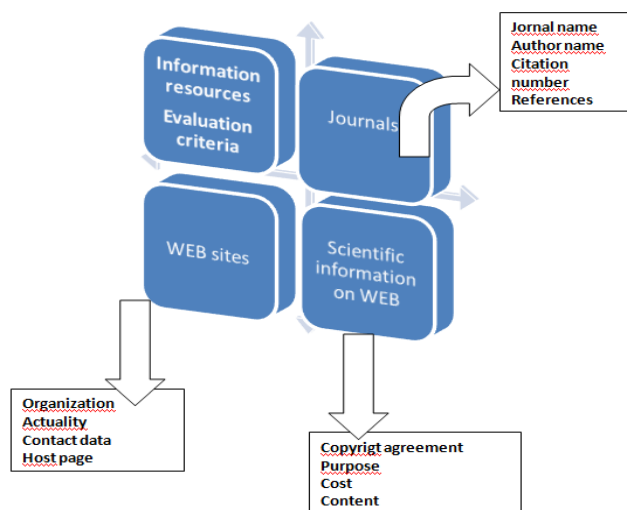 Information
resources
Evaluation
criteria
Journals
Jornal name
Author name
Citation
number
References
WEB sites
Scientific
information
on WEB
Organization
Actuality
Contact data
Host page
Copyrigt agreement
Purpose
Cost
Content